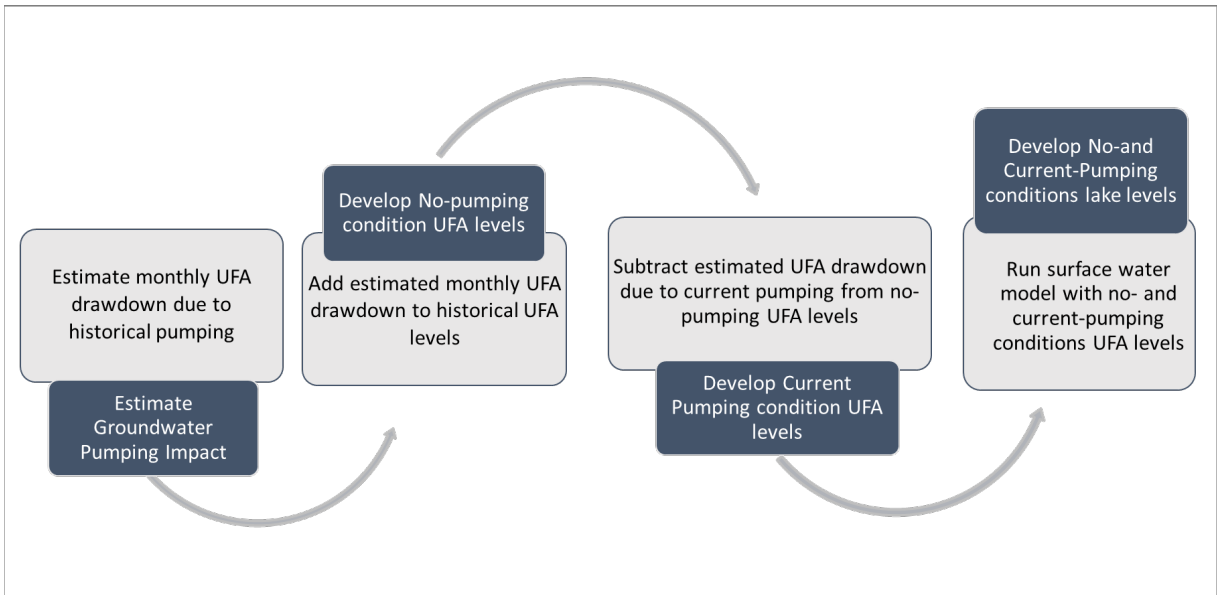 Estimate monthly UFA
drawdown due to
historical pumping
Estimate
Groundwater
Pumping Impact
Develop No-pumping
condition UFA levels
Add estimated monthly UFA
drawdown to historical UFA
levels
Subtract estimated UFA drawdown
due to current pumping from no-
pumping UFA levels
Develop Current
Pumping condition UFA
levels
Develop No-and
Current-Pumping
conditions lake levels
Run surface water
model with no- and
current-pumping
conditions UFA levels